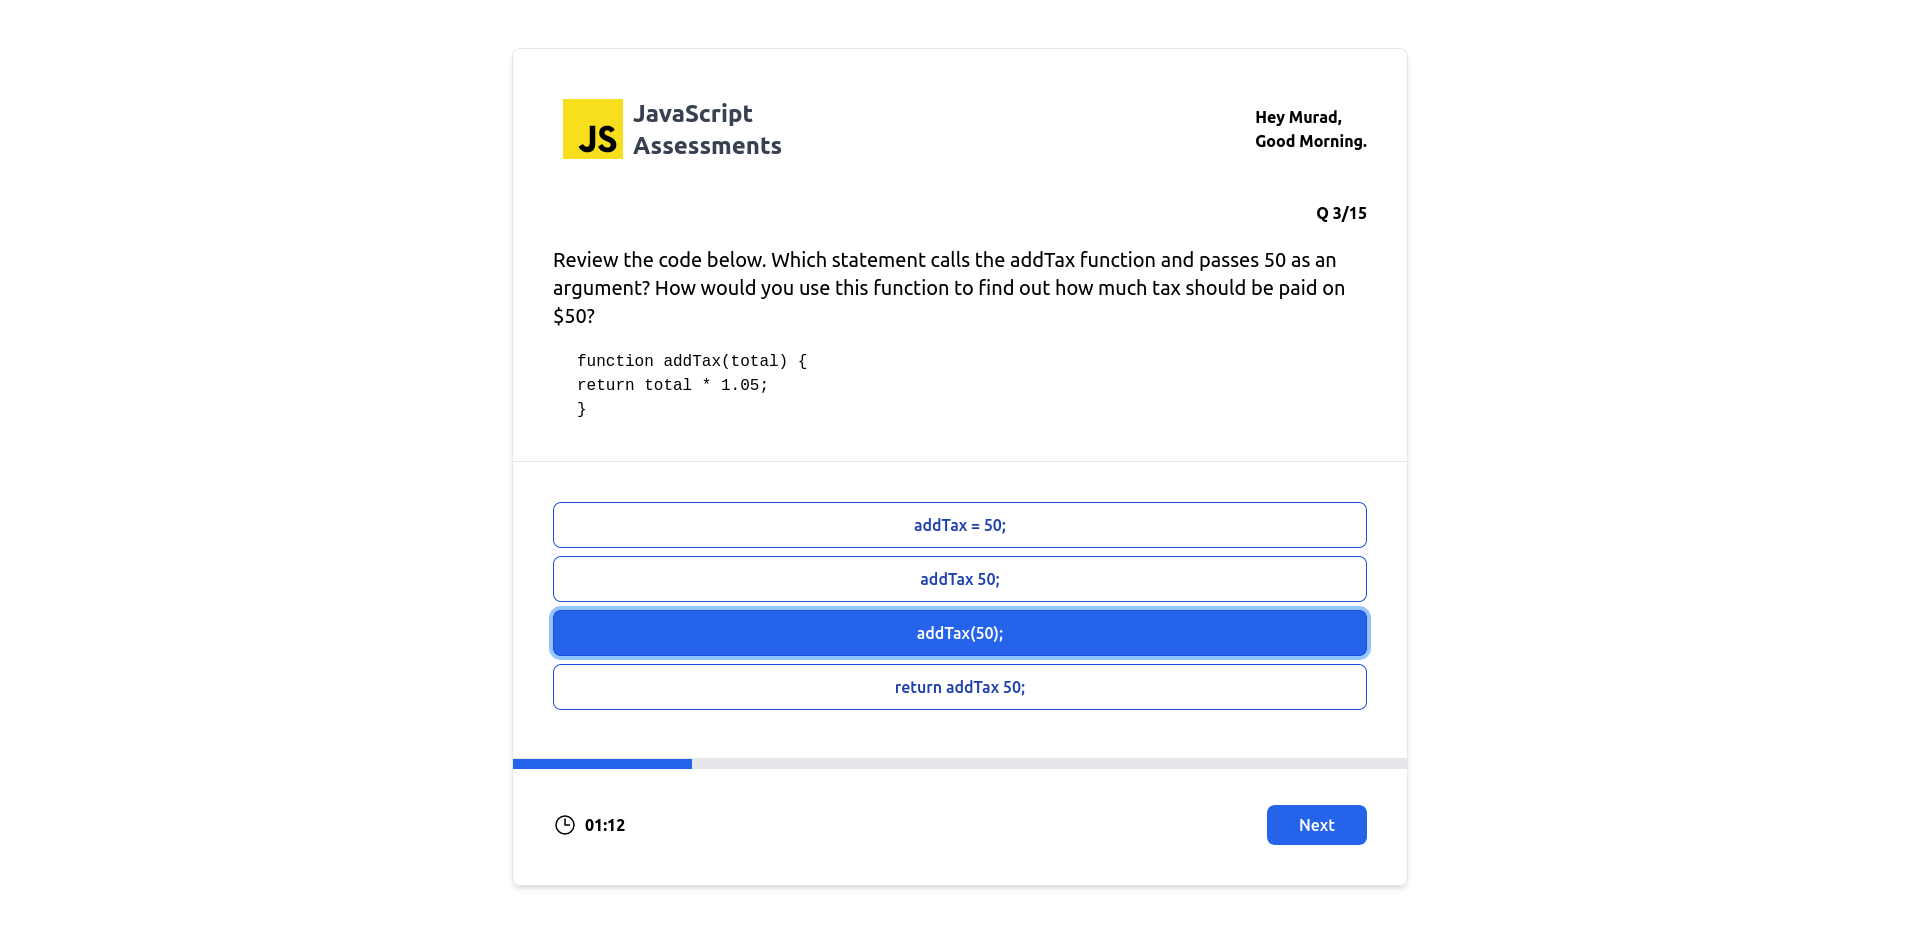 JS
JavaScript
Assessments
Hey Murad,
Good Morning.
Q 3/15
Review the code below. Which statement calls the addTax function and passes 50 as an
argument? How would you use this function to find out how much tax should be paid on
$50?
function addTax(total) {
return total * 1.05;
}
addTax = 50;
addTax 50;
addTax(50);
return addTax 50;
01:12
Next